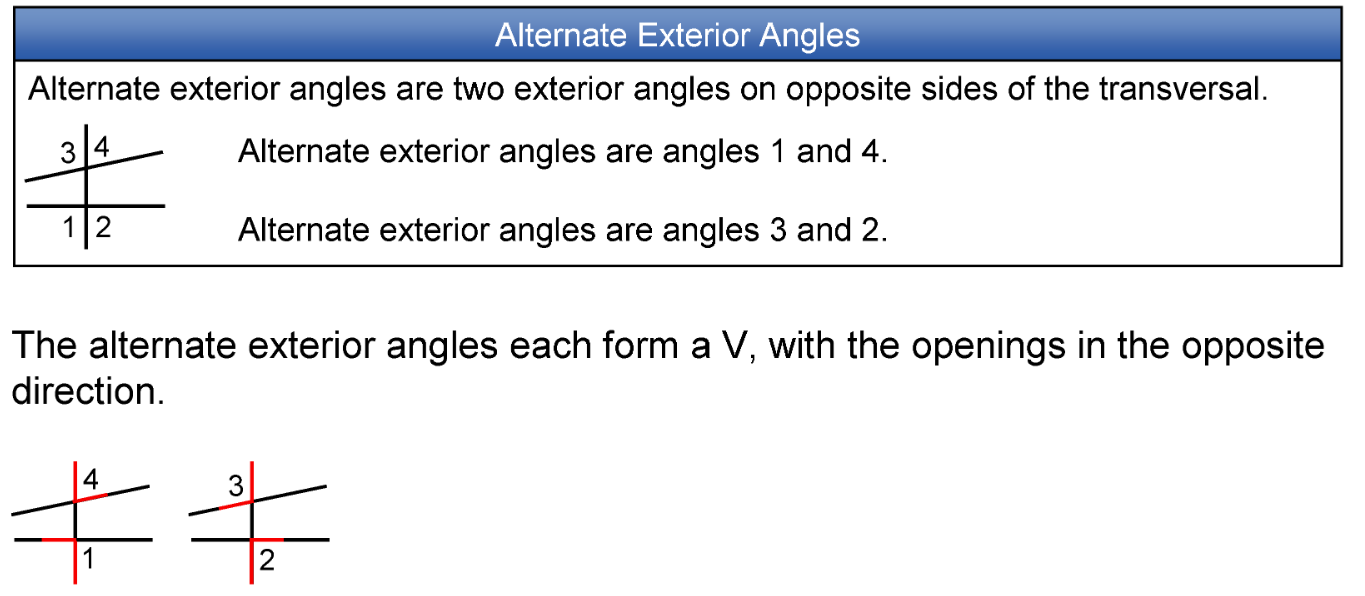 Alternate Exterior Angles
Alternate exterior angles are two exterior angles on opposite sides of the transversal.
3 4
Alternate exterior angles are angles 1 and 4.
1 2
Alternate exterior angles are angles 3 and 2.
The alternate exterior angles each form a V, with the openings in the opposite
direction.
4
1
3
2